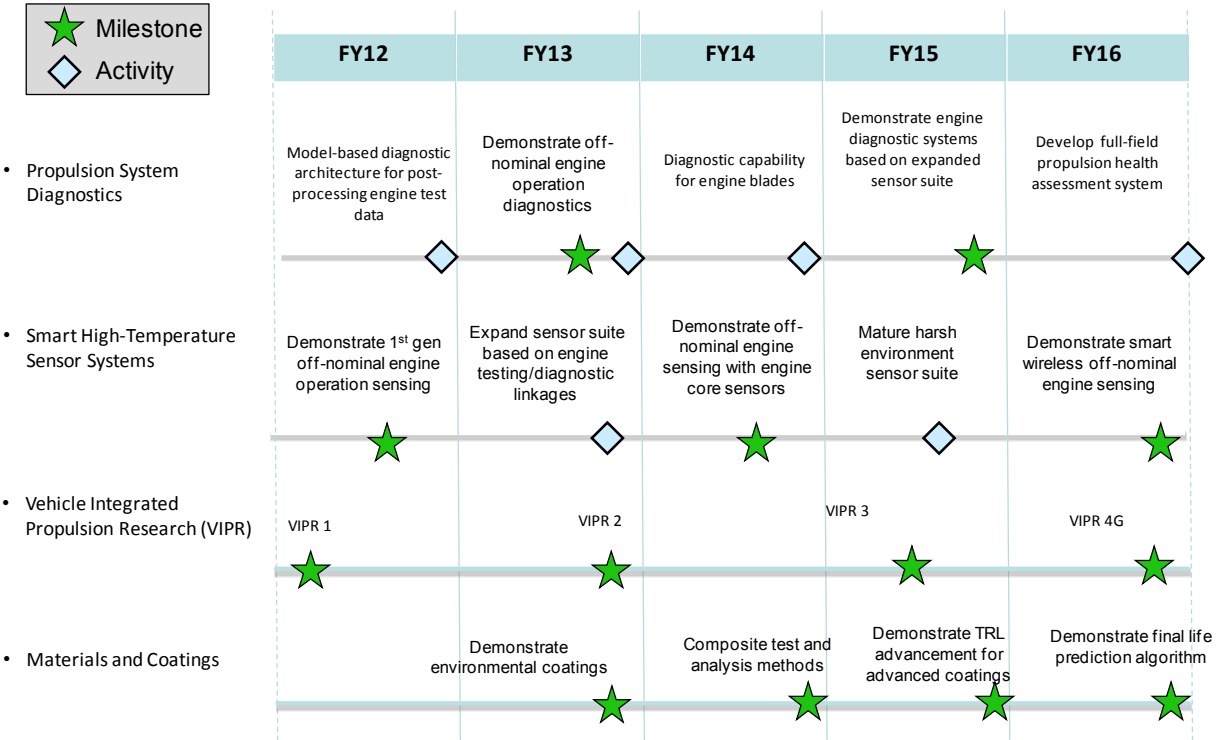 Milestone
Activity
FY12
FY13
FY14
FY15
FY16
• Propulsion System
Diagnostics
Model-based diagnostic
architecture for post-
processing engine test
data
Demonstrate off-
nominal engine
operation
diagnostics
Diagnostic capability
for engine blades
Demonstrate engine
diagnostic systems
based on expanded
sensor suite
Develop full-field
propulsion health
assessment system
• Smart High-Temperature
Sensor Systems
Demonstrate 1st gen
off-nominal engine
operation sensing
Expand sensor suite
based on engine
testing/diagnostic
linkages
Demonstrate off-
nominal engine
sensing with engine
core sensors
Mature harsh
environment
sensor suite
Demonstrate smart
wireless off-nominal
engine sensing
• Vehicle Integrated
Propulsion Research (VIPR)
VIPR 1
VIPR 2
VIPR 3
VIPR 4G
• Materials and Coatings
Demonstrate
environmental coatings
Composite test and
analysis methods
Demonstrate TRL
advancement for
advanced coatings
Demonstrate final life
prediction algorithm